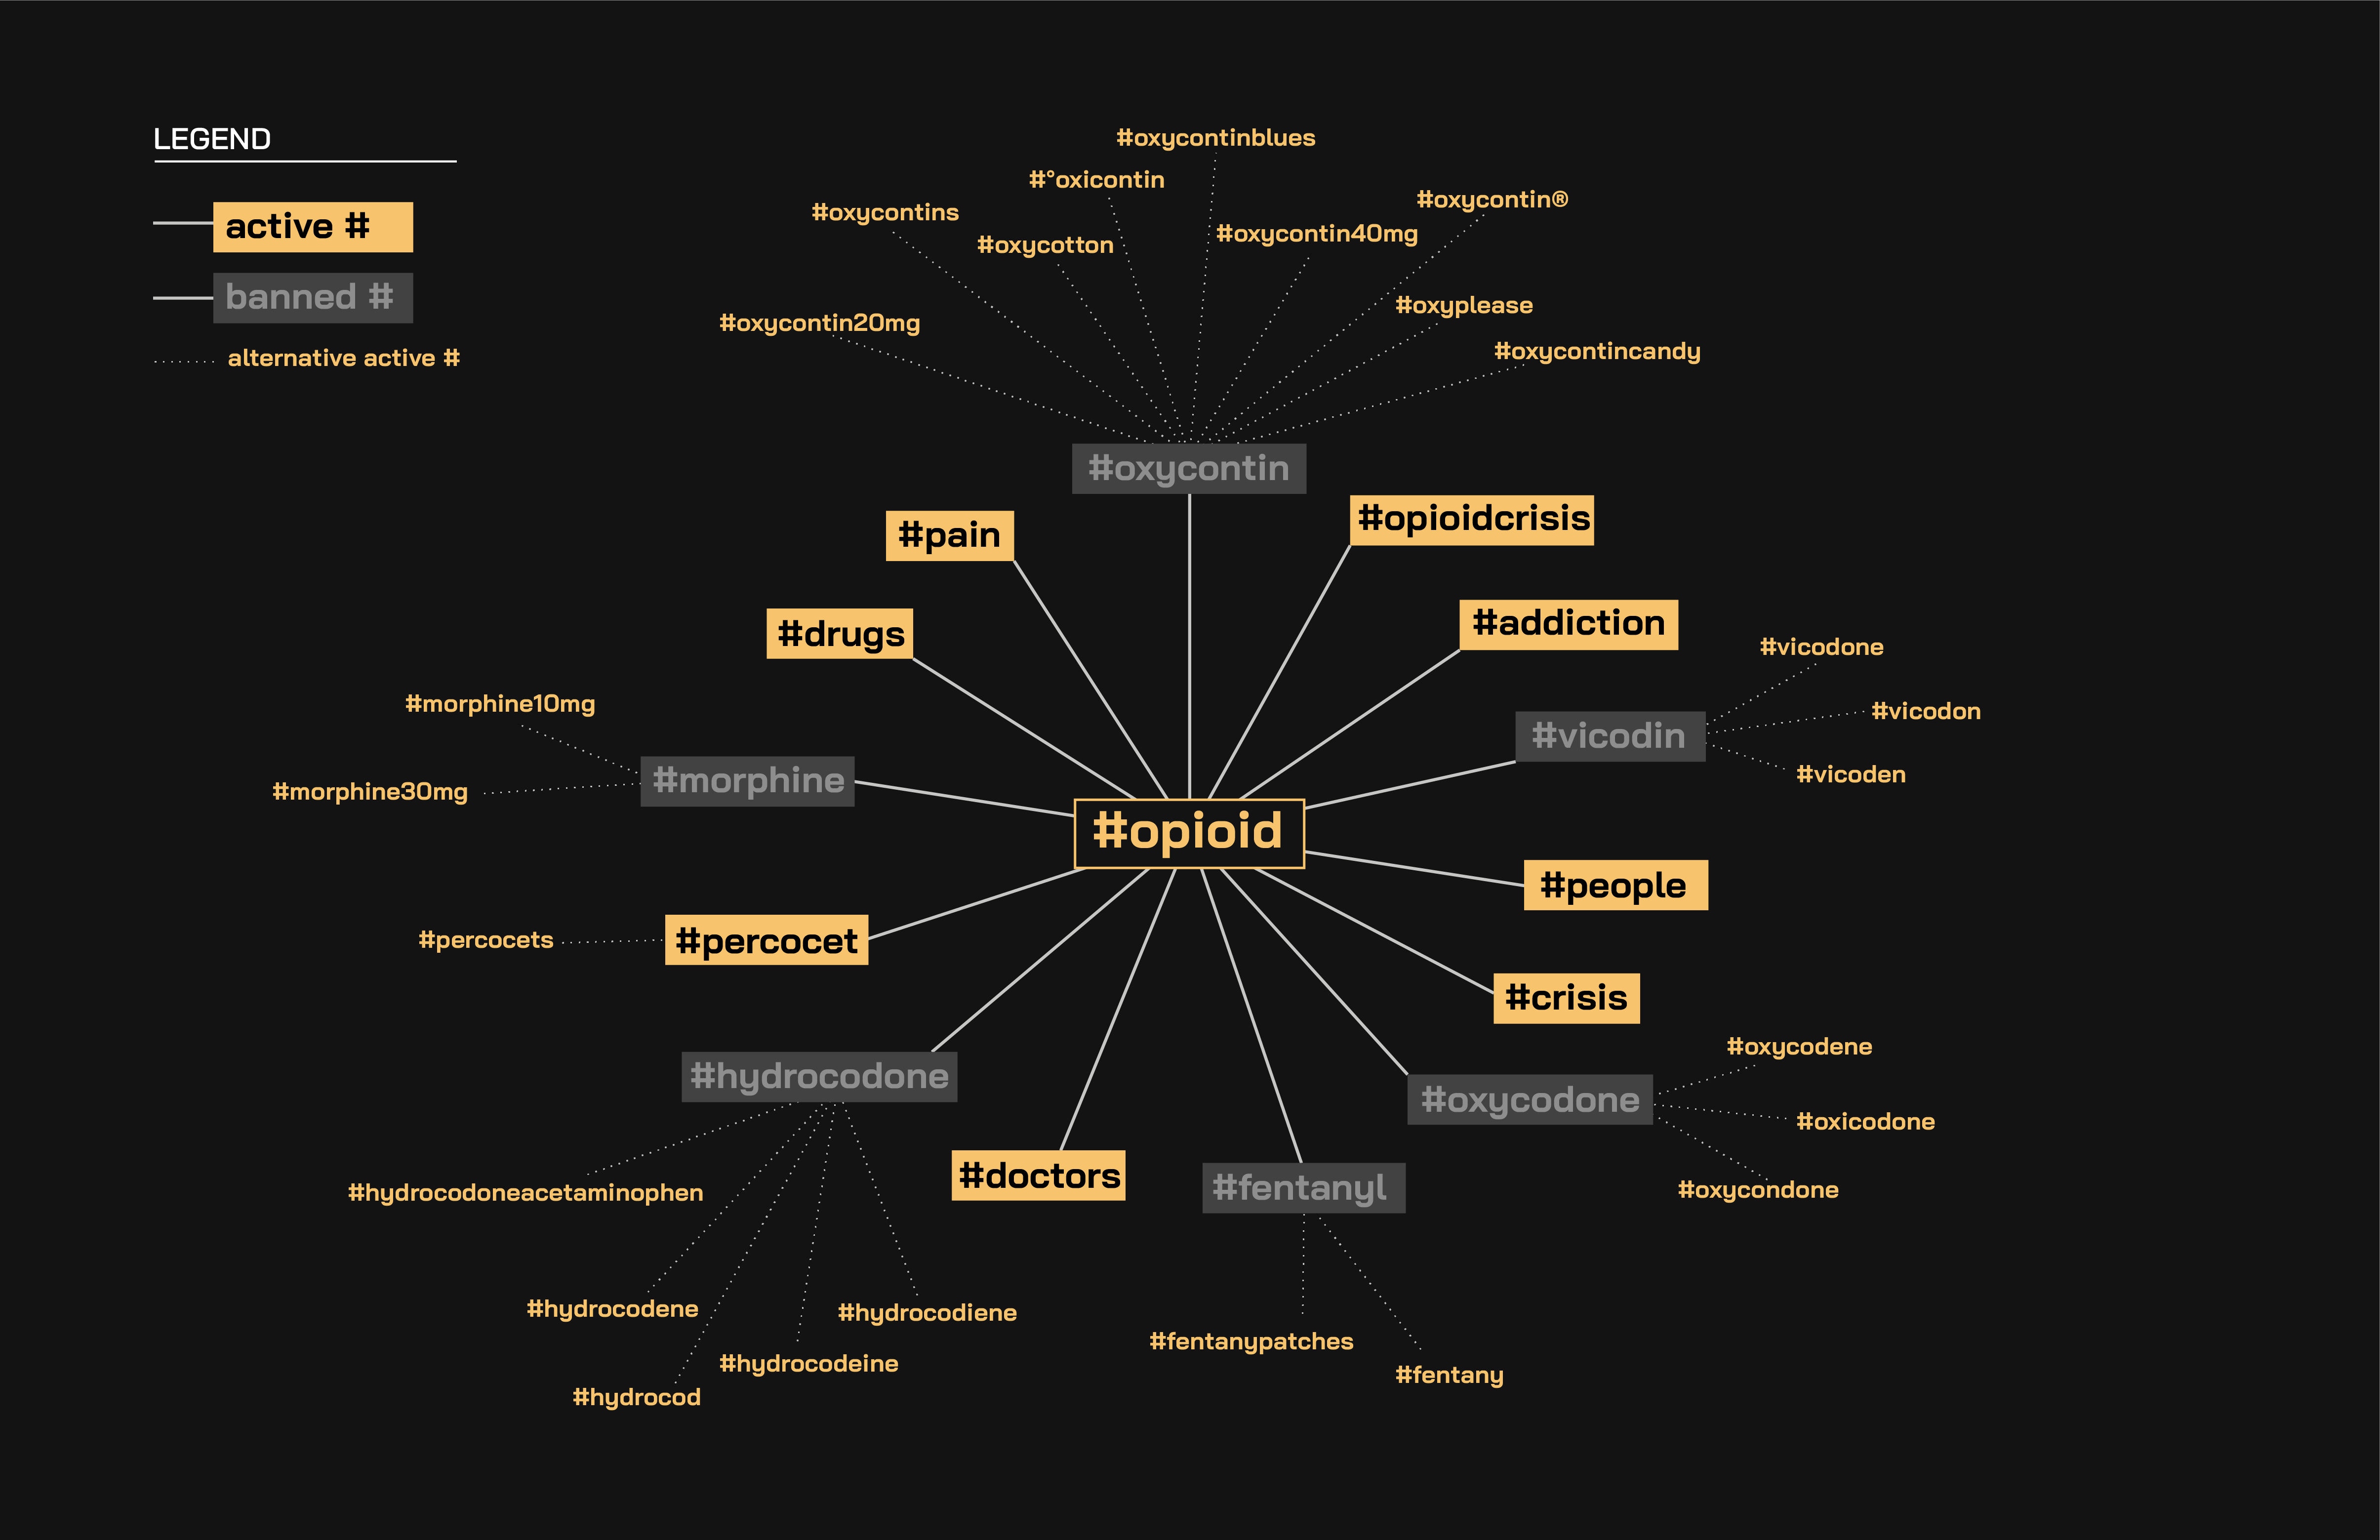 LEGEND
active #
banned #
alternative active #
#oxycontinblues
#°oxicontin
#oxycontin®
#oxycontins
#oxycontin40mg
#oxycotton
#oxyplease
#oxycontin20mg
#oxycontincandy
#oxycontin
#opioidcrisis
#pain
#addiction
#drugs
#vicodone
#morphine10mg
#vicodon
#vicodin
#vicoden
#morphine
#morphine30mg
#opioid
#people
#percocets
#percocet
#crisis
#oxycodene
#hydrocodone
#oxycodone
#oxicodone
#doctors
#fentanyl
#oxycondone
#hydrocodoneacetaminophen
#hydrocodene
#hydrocodiene
#fentanypatches
#hydrocodeine
#fentany
#hydrocod